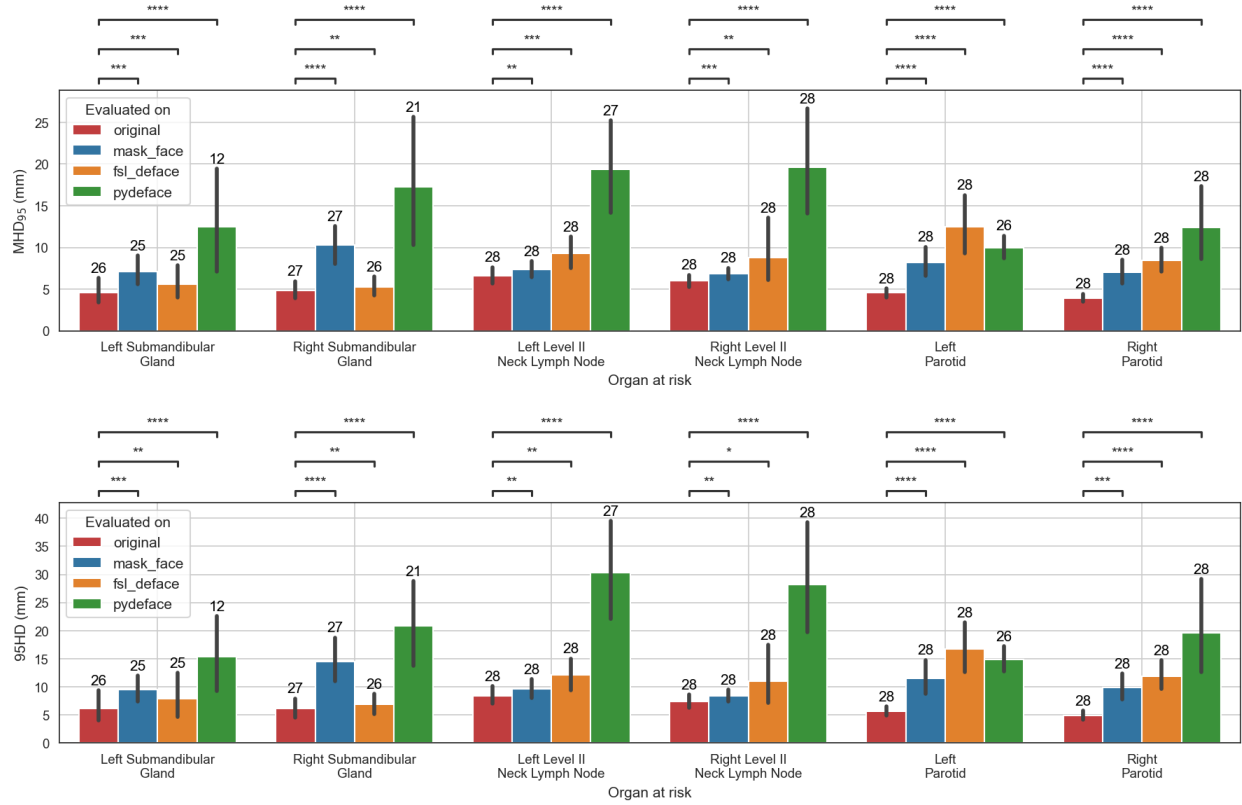 **** **** **** **** **** ****
*** ** *** ** **** ****
*** **** ** *** **** ****
Evaluated on
original
mask_face
fsl_deface
pydeface
MHD95 (mm)
25
20
15
10
5
0
26 25 25 12
27 27 26 21
28 28 28 27
28 28 28 28
28 28 28 26
28 28 28 28
Left Submandibular
Gland
Right Submandibular
Gland
Left Level II
Neck Lymph Node
Right Level II
Neck Lymph Node
Left
Parotid
Right
Parotid
Organ at risk
**** **** **** **** **** ****
** ** ** * **** ****
*** **** ** ** **** ***
Evaluated on
original
mask_face
fsl_deface
pydeface
95HD (mm)
40
35
30
25
20
15
10
5
0
26 25 25 12
27 27 26 21
28 28 28 27
28 28 28 28
28 28 28 26
28 28 28 28
Left Submandibular
Gland
Right Submandibular
Gland
Left Level II
Neck Lymph Node
Right Level II
Neck Lymph Node
Left
Parotid
Right
Parotid
Organ at risk